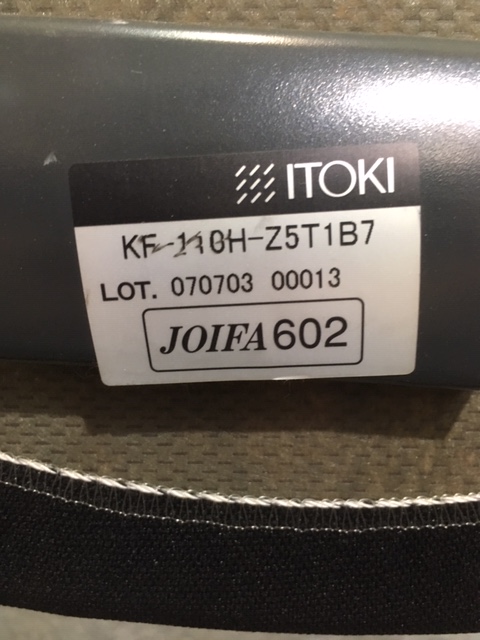 ITOKI
KF-110H-Z5T1B7
LOT. 070703 00013
JOIFA602